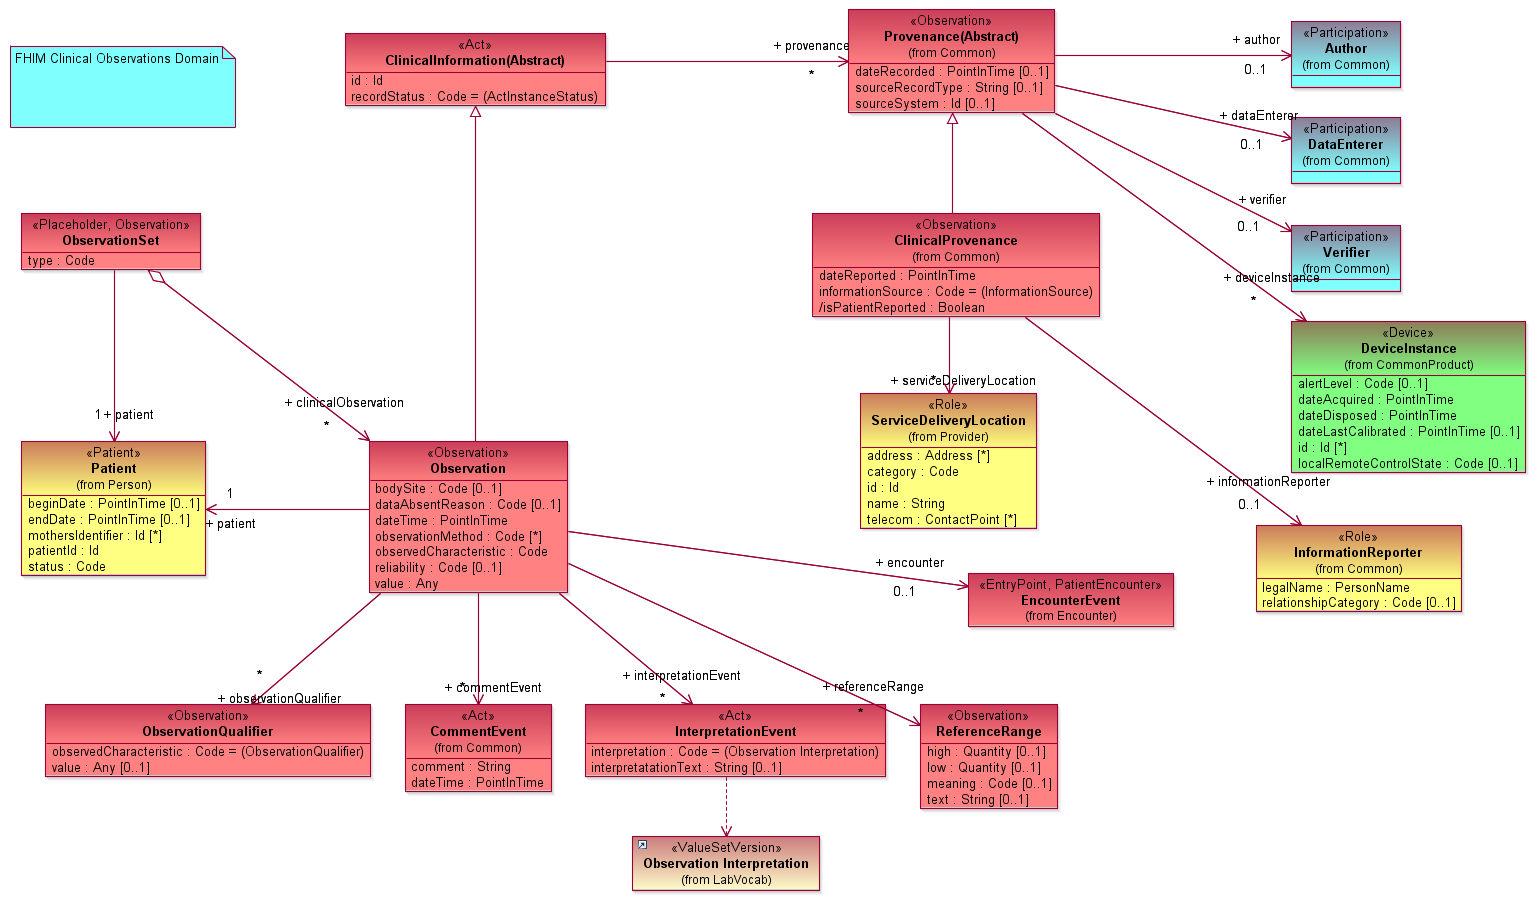 FHIM Clinical Observations Domain
«Act»
ClinicalInformation(Abstract)
id : Id
recordStatus : Code = (ActInstanceStatus)
+ provenance
*
«Observation»
Provenance(Abstract)
(from Common)
dateRecorded : PointInTime [0..1]
sourceRecordType : String [0..1]
sourceSystem : Id [0..1]
+ author
0..1
«Participation»
Author
(from Common)
+ dataEnterer
0..1
«Participation»
DataEnterer
(from Common)
+ verifier
0..1
«Participation»
Verifier
(from Common)
+ deviceInstance
*
«Device»
DeviceInstance
(from CommonProduct)
alertLevel : Code [0..1]
dateAcquired : PointInTime
dateDisposed : PointInTime
dateLastCalibrated : PointInTime [0..1]
id : Id [*]
localRemoteControlState : Code [0..1]
«Placeholder, Observation»
ObservationSet
type : Code
«Observation»
ClinicalProvenance
(from Common)
dateReported : PointInTime
informationSource : Code = (InformationSource)
/isPatientReported : Boolean
+ serviceDeliveryLocation
*
«Role»
ServiceDeliveryLocation
(from Provider)
address : Address [*]
category : Code
id : Id
name : String
telecom : ContactPoint [*]
+ informationReporter
0..1
«Role»
InformationReporter
(from Common)
legalName : PersonName
relationshipCategory : Code [0..1]
1 + patient
+ clinicalObservation
*
«Patient»
Patient
(from Person)
beginDate : PointInTime [0..1]
endDate : PointInTime [0..1]
mothersIdentifier : Id [*]
patientId : Id
status : Code
1
+ patient
«Observation»
Observation
bodySite : Code [0..1]
dataAbsentReason : Code [0..1]
dateTime : PointInTime
observationMethod : Code [*]
observedCharacteristic : Code
reliability : Code [0..1]
value : Any
+ encounter
0..1
«EntryPoint, PatientEncounter»
EncounterEvent
(from Encounter)
*
+ observationQualifier
*
+ commentEvent
+ interpretationEvent
*
+ referenceRange
*
«Observation»
ObservationQualifier
observedCharacteristic : Code = (ObservationQualifier)
value : Any [0..1]
«Act»
CommentEvent
(from Common)
comment : String
dateTime : PointInTime
«Act»
InterpretationEvent
interpretation : Code = (Observation Interpretation)
interpretatationText : String [0..1]
«Observation»
ReferenceRange
high : Quantity [0..1]
low : Quantity [0..1]
meaning : Code [0..1]
text : String [0..1]
«ValueSetVersion»
Observation Interpretation
(from LabVocab)